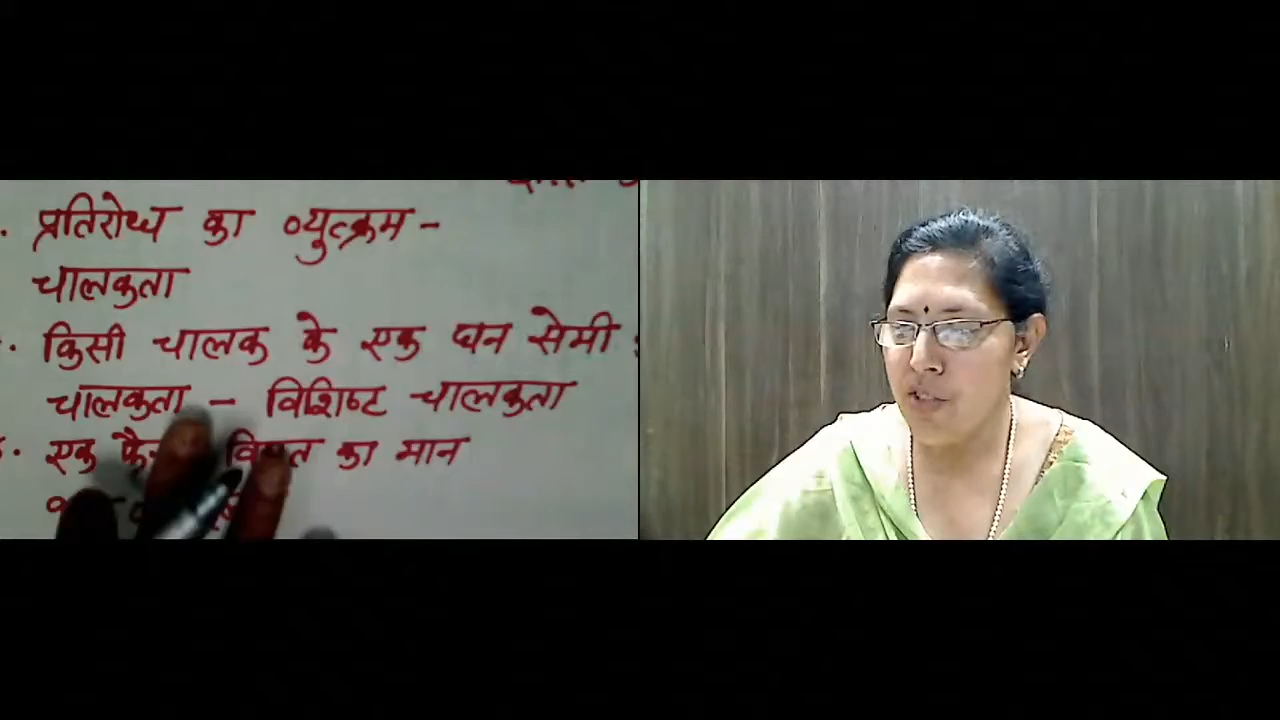 प्रतिरोध का व्युत्क्रम -
चालकता
किसी चालक के एक घन सेमी
चालकता - विशिष्ट चालकता
एक का मान